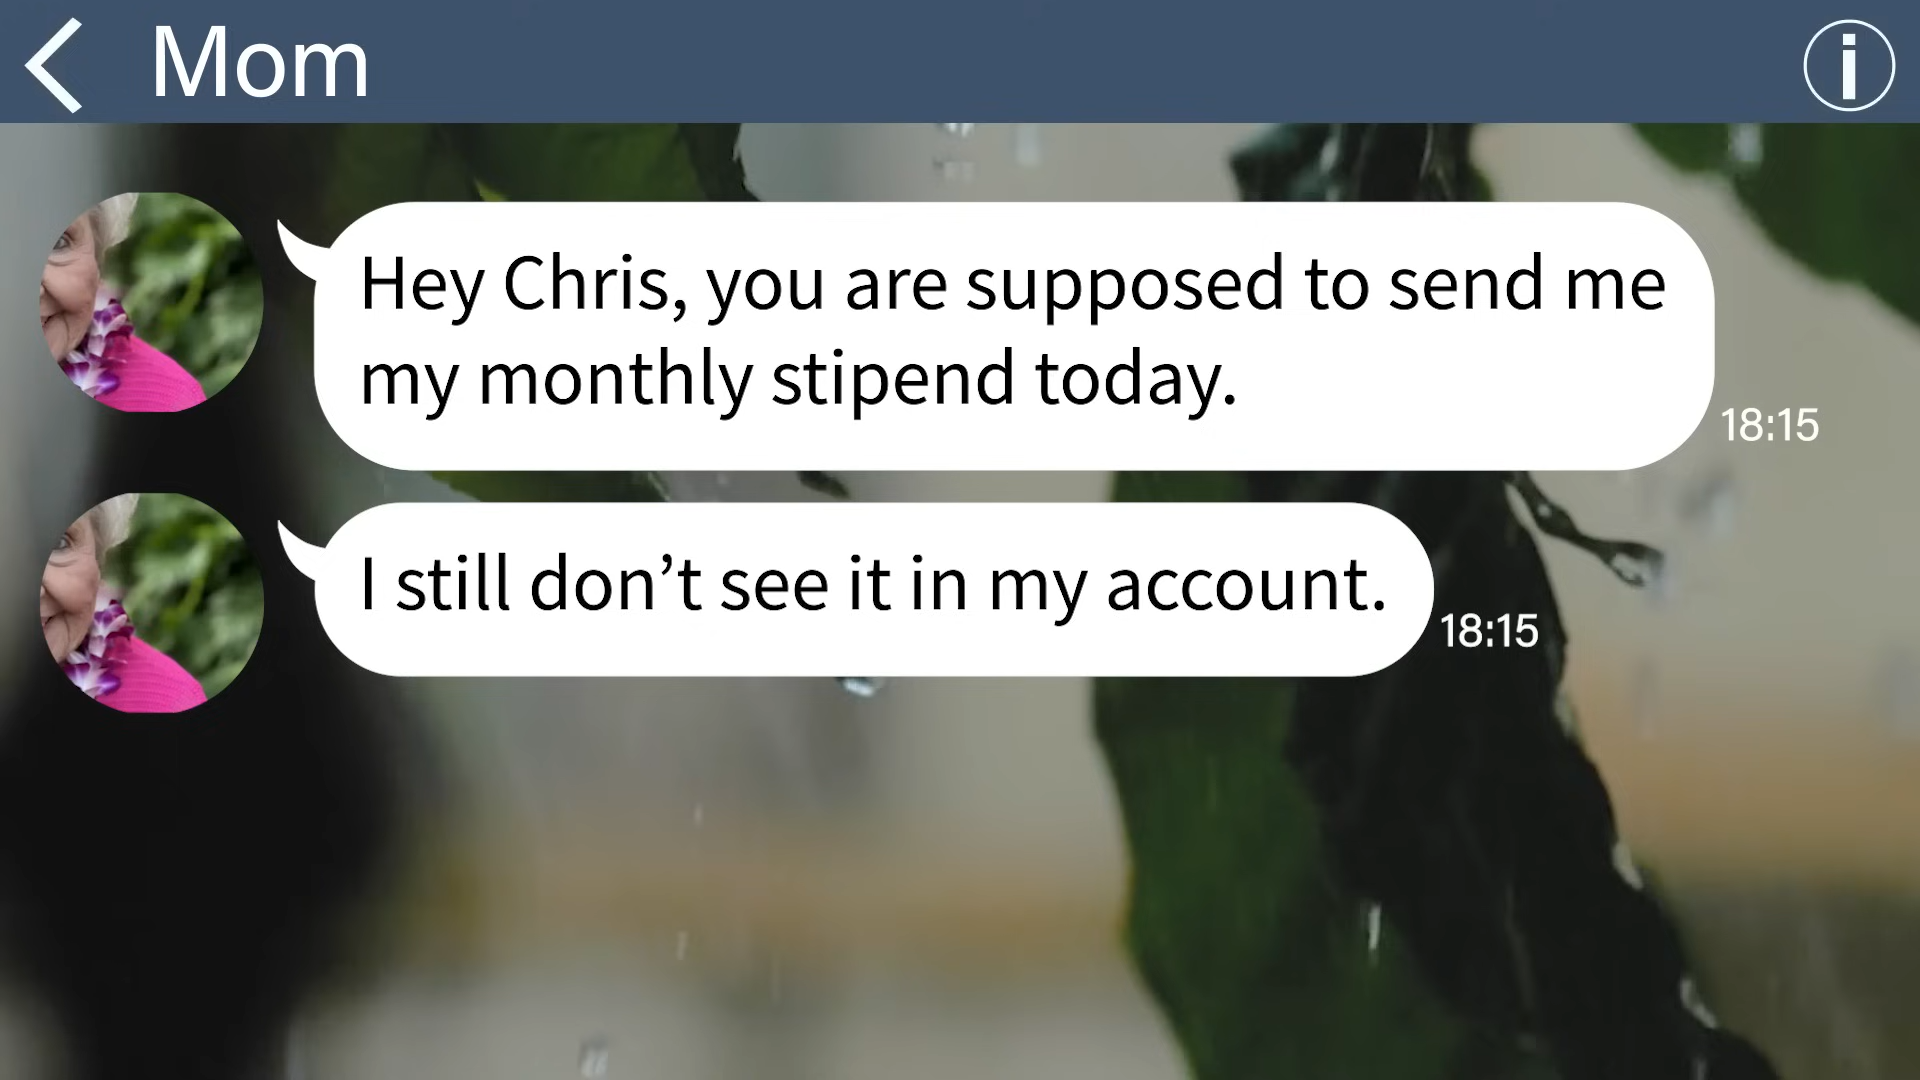 Mom
Hey Chris, you are supposed to send me
my monthly stipend today.
18:15
I still don’t see it in my account.
18:15